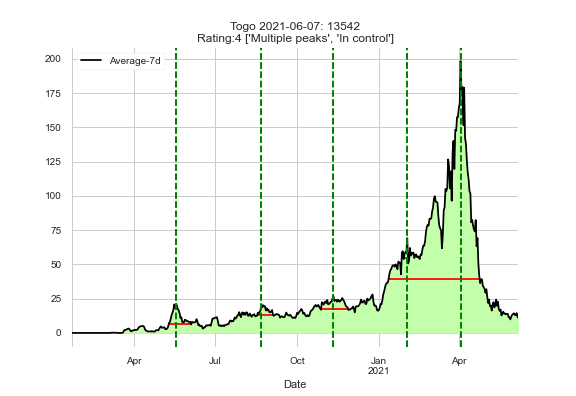 Togo 2021-06-07: 13542
Rating:4 ['Multiple peaks', 'In control']
Average-7d
200
175
150
125
100
75
50
25
0
Apr
Jul
Oct
Jan
2021
Apr
Date